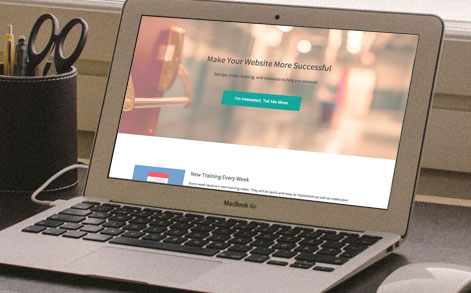 Make Your Website More Successful
Get tips, tricks, training, and resources to help you succeed.
I'm Interested, Tell Me More
New Training Every Week
Every week receive a new training video. They will be quick and easy to implement as well as make your
MacBook Air